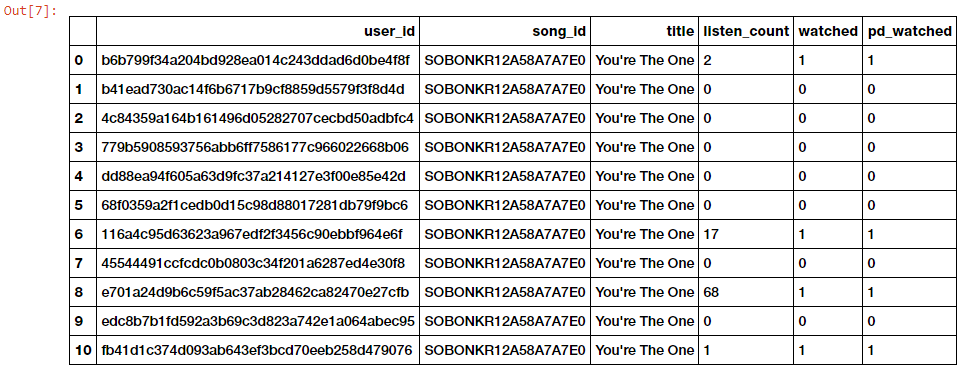 Out[7]:
user_id song_id title listen_count watched pd_watched
0 b6b799f34a204bd928ea014c243ddad6d0be4f8f SOBONKR12A58A7A7E0 You're The One 2 1 1
1 b41ead730ac14f6b6717b9cf8859d5579f3f8d4d SOBONKR12A58A7A7E0 You're The One 0 0 0
2 4c84359a164b161496d05282707cecbd50adbfc4 SOBONKR12A58A7A7E0 You're The One 0 0 0
3 779b5908593756abb6ff7586177c966022668b06 SOBONKR12A58A7A7E0 You're The One 0 0 0
4 dd88ea94f605a63d9fc37a214127e3f00e85e42d SOBONKR12A58A7A7E0 You're The One 0 0 0
5 68f0359a2f1cedb0d15c98d88017281db79f9bc6 SOBONKR12A58A7A7E0 You're The One 0 0 0
6 116a4c95d63623a967edf2f3456c90ebbf964e6f SOBONKR12A58A7A7E0 You're The One 17 1 1
7 45544491ccfcdc0b0803c34f201a6287ed4e30f8 SOBONKR12A58A7A7E0 You're The One 0 0 0
8 e701a24d9b6c59f5ac37ab28462ca82470e27cfb SOBONKR12A58A7A7E0 You're The One 68 1 1
9 edc8b7b1fd592a3b69c3d823a742e1a064abec95 SOBONKR12A58A7A7E0 You're The One 0 0 0
10 fb41d1c374d093ab643ef3bcd70eeb258d479076 SOBONKR12A58A7A7E0 You're The One 1 1 1